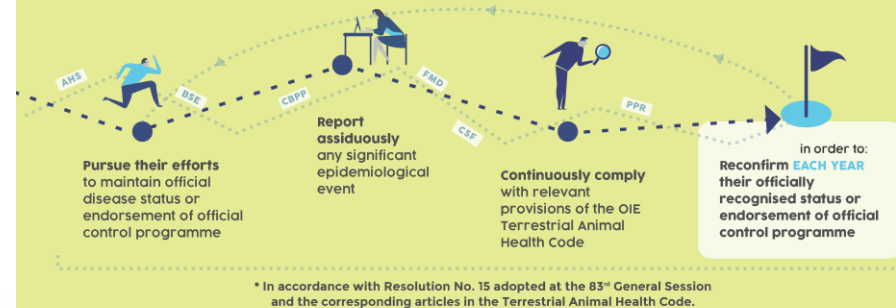 AHS
BSE
CBPP
FMD
CSF
PPR
Pursue their efforts
to maintain official
disease status or
endorsement of official
control programme
Report
assiduously
any significant
epidemiological
event
Continuously comply
with relevant
provisions of the OIE
Terrestrial Animal
Health Code
in order to:
Reconfirm EACH YEAR
their officially
recognised status or
endorsement of official
control programme
* In accordance with Resolution No. 15 adopted at the 83rd General Session
and the corresponding articles in the Terrestrial Animal Health Code.